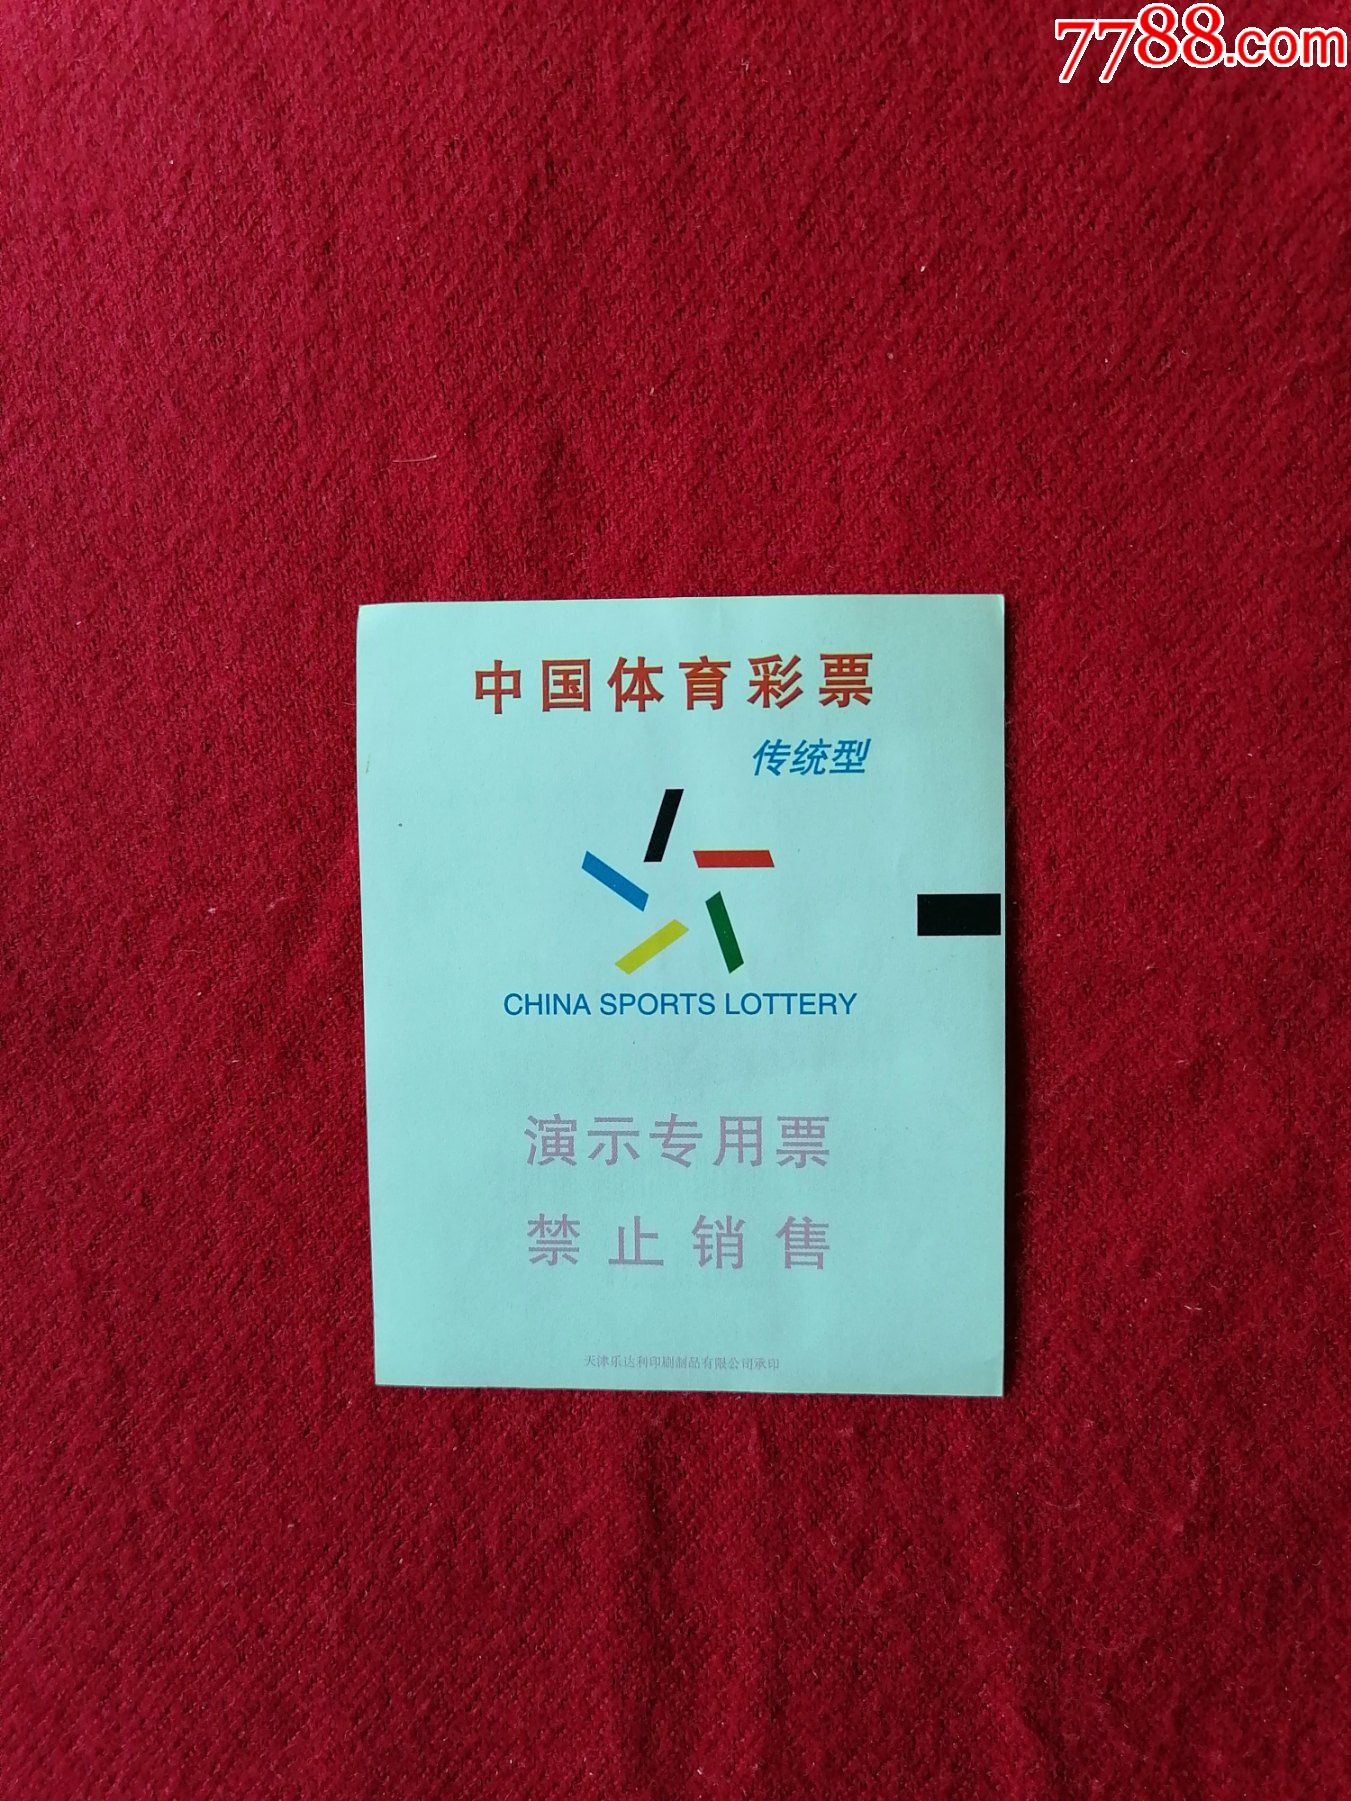 7788.com
中国体育彩票
传统型
CHINA SPORTS LOTTERY
演示专用票
禁止销售
天津乐达利印刷制品有限公司承印